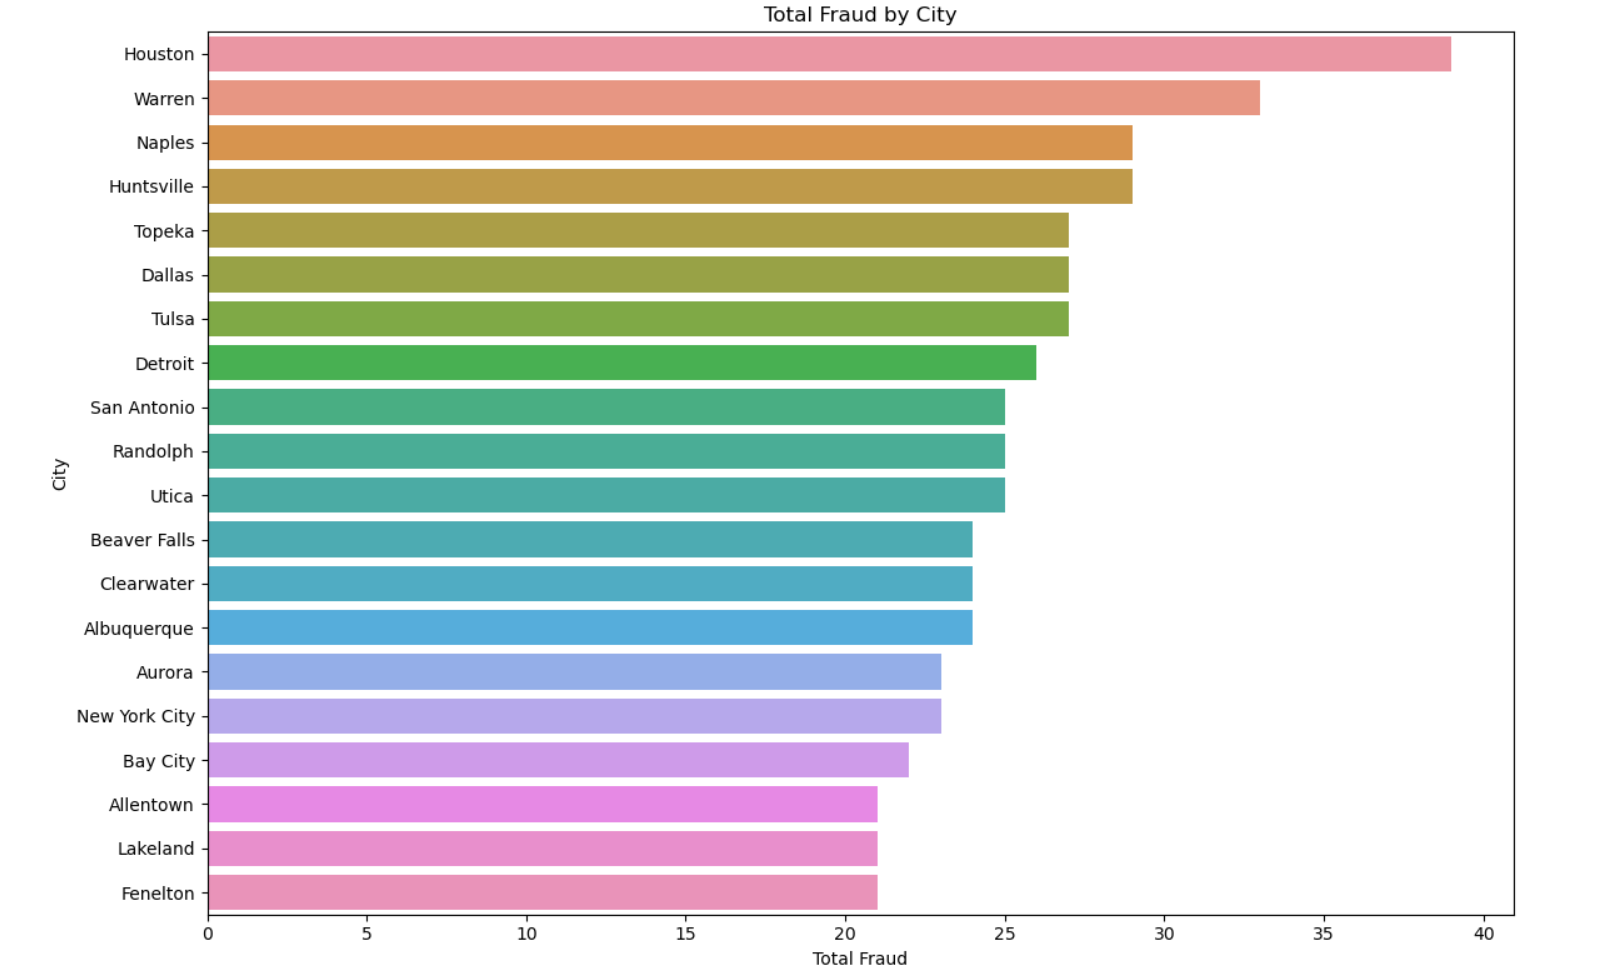 Total Fraud by City
Houston
Warren
Naples
Huntsville
Topeka
Dallas
Tulsa
Detroit
San Antonio
Randolph
Utica
Beaver Falls
Clearwater
Albuquerque
Aurora
New York City
Bay City
Allentown
Lakeland
Fenelton
City
0 5 10 15 20 25 30 35 40
Total Fraud